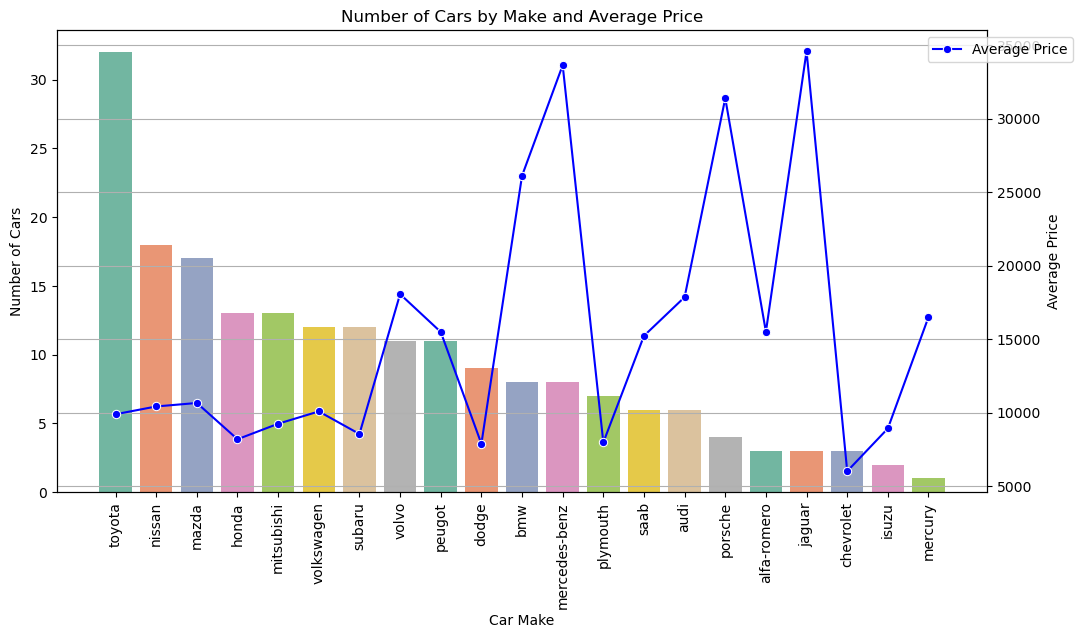 Number of Cars by Make and Average Price
Average Price
35000
30000
25000
20000
15000
10000
5000
Average Price
30
25
20
15
10
5
0
Number of Cars
toyota
nissan
mazda
honda
mitsubishi
volkswagen
subaru
volvo
peugot
dodge
bmw
mercedes-benz
plymouth
saab
audi
porsche
alfa-romero
jaguar
chevrolet
isuzu
mercury
Car Make